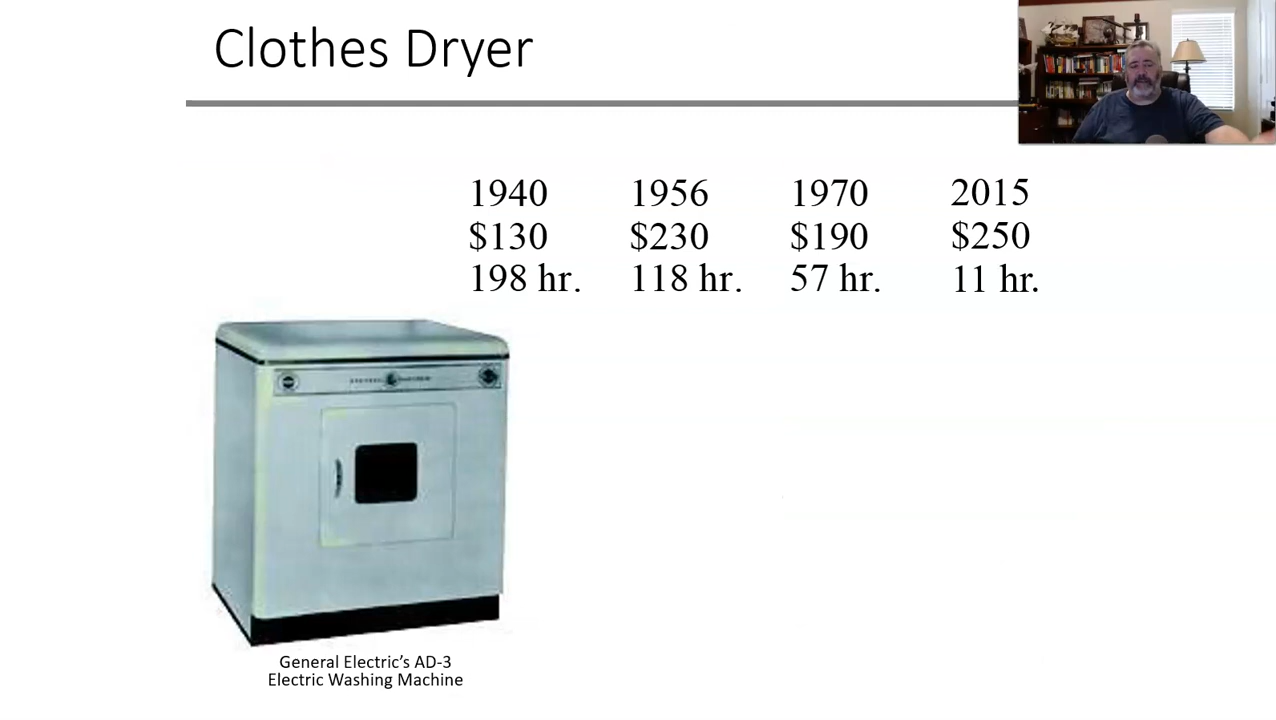 Clothes Dryer
1940 1956 1970 2015
$130 $230 $190 $250
198 hr. 118 hr. 57 hr. 11 hr.
General Electric’s AD-3
Electric Washing Machine